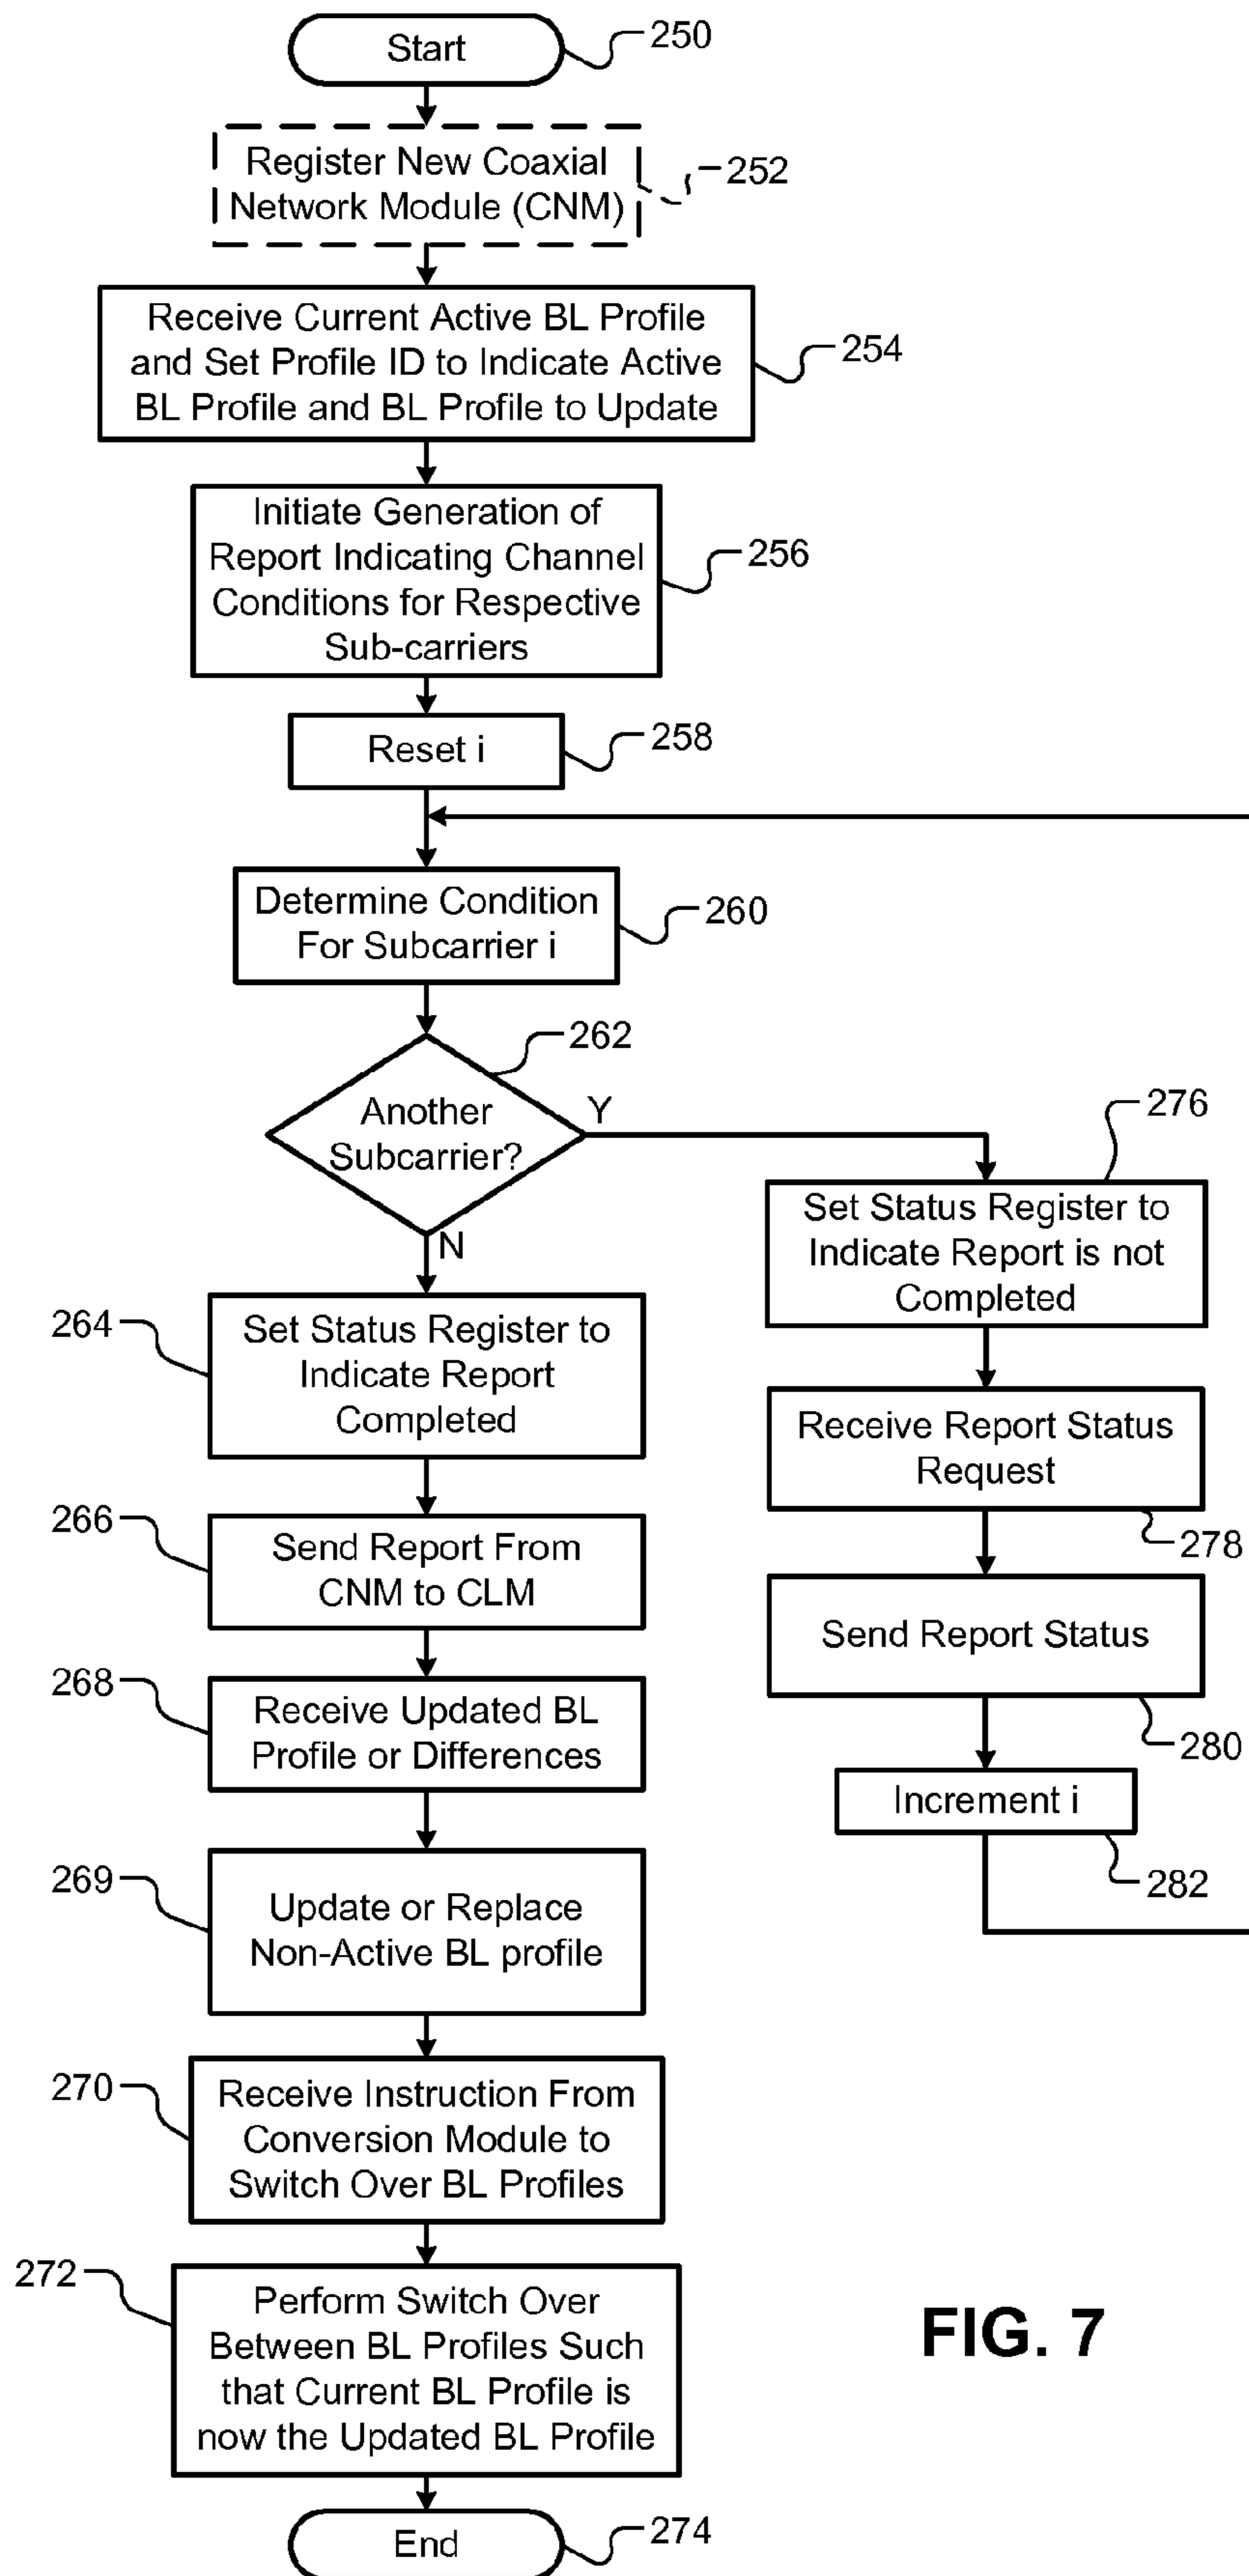 Start
250
Register New Coaxial
Network Module (CNM)
252
Receive Current Active BL Profile
and Set Profile ID to Indicate Active
BL Profile and BL Profile to Update
254
Initiate Generation of
Report Indicating Channel
Conditions for Respective
Sub-carriers
256
Reset i
258
Determine Condition
For Subcarrier i
260
262
Another
Subcarrier?
Y
N
276
Set Status Register to
Indicate Report is not
Completed
264
Set Status Register to
Indicate Report
Completed
Receive Report Status
Request
278
266
Send Report From
CNM to CLM
Send Report Status
280
268
Receive Updated BL
Profile or Differences
Increment i
282
269
Update or Replace
Non-Active BL profile
270
Receive Instruction From
Conversion Module to
Switch Over BL Profiles
272
Perform Switch Over
Between BL Profiles Such
that Current BL Profile is
now the Updated BL Profile
FIG. 7
End
274